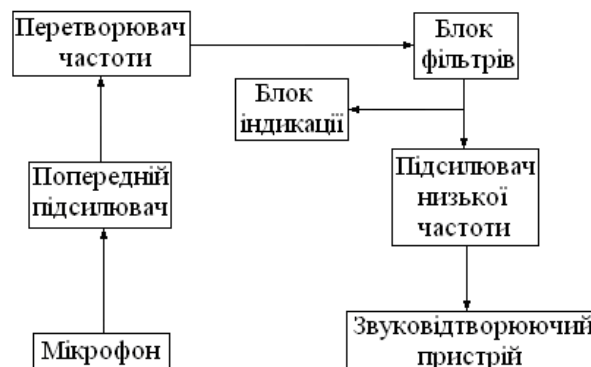 Перетворювач
частоти
Блок
фільтрів
Блок
індикації
Попередній
підсилювач
Підсилювач
низької
частоти
Мікрофон
Звуковідтворюючий
пристрій